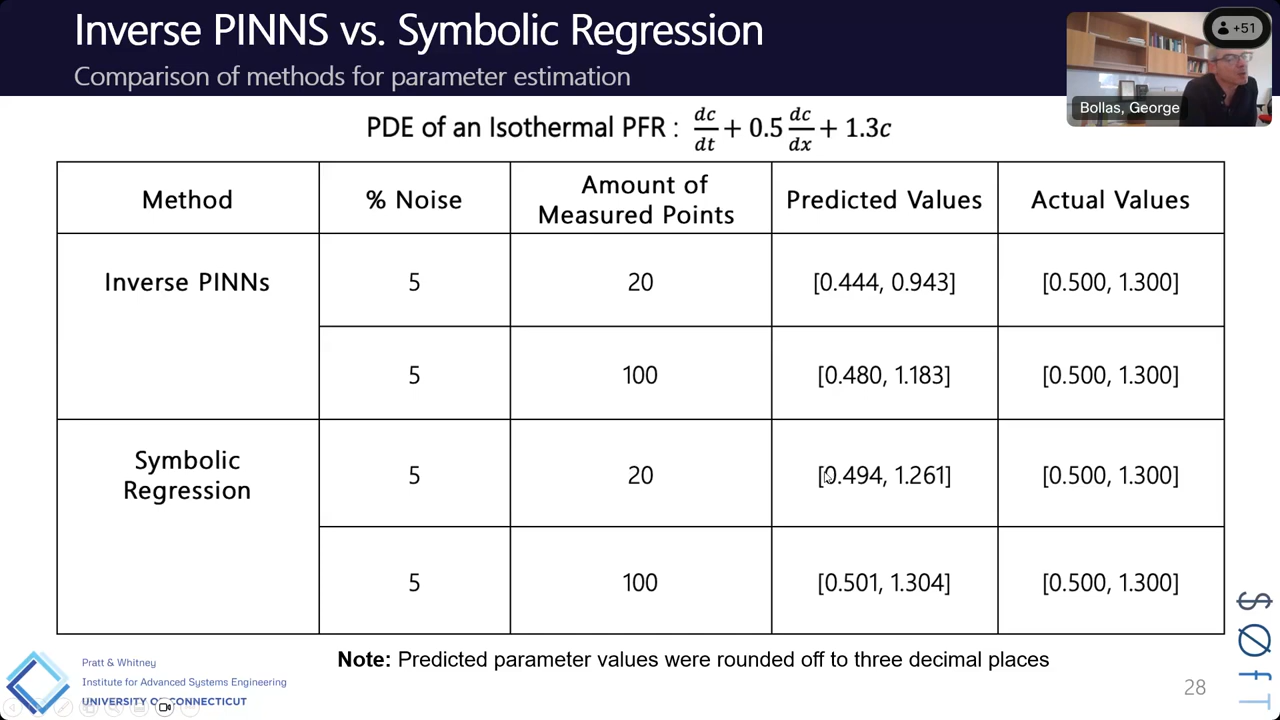 Inverse PINNS vs. Symbolic Regression
Comparison of methods for parameter estimation
+51
Bollas, George
PDE of an Isothermal PFR : dc/dt + 0.5 dc/dx + 1.3c
Method % Noise Amount of Measured Points Predicted Values Actual Values
Inverse PINNs 5 20 [0.444, 0.943] [0.500, 1.300]
5 100 [0.480, 1.183] [0.500, 1.300]
Symbolic Regression 5 20 [0.494, 1.261] [0.500, 1.300]
5 100 [0.501, 1.304] [0.500, 1.300]
Note: Predicted parameter values were rounded off to three decimal places
Pratt & Whitney
Institute for Advanced Systems Engineering
UNIVERSITY OF CONNECTICUT
28